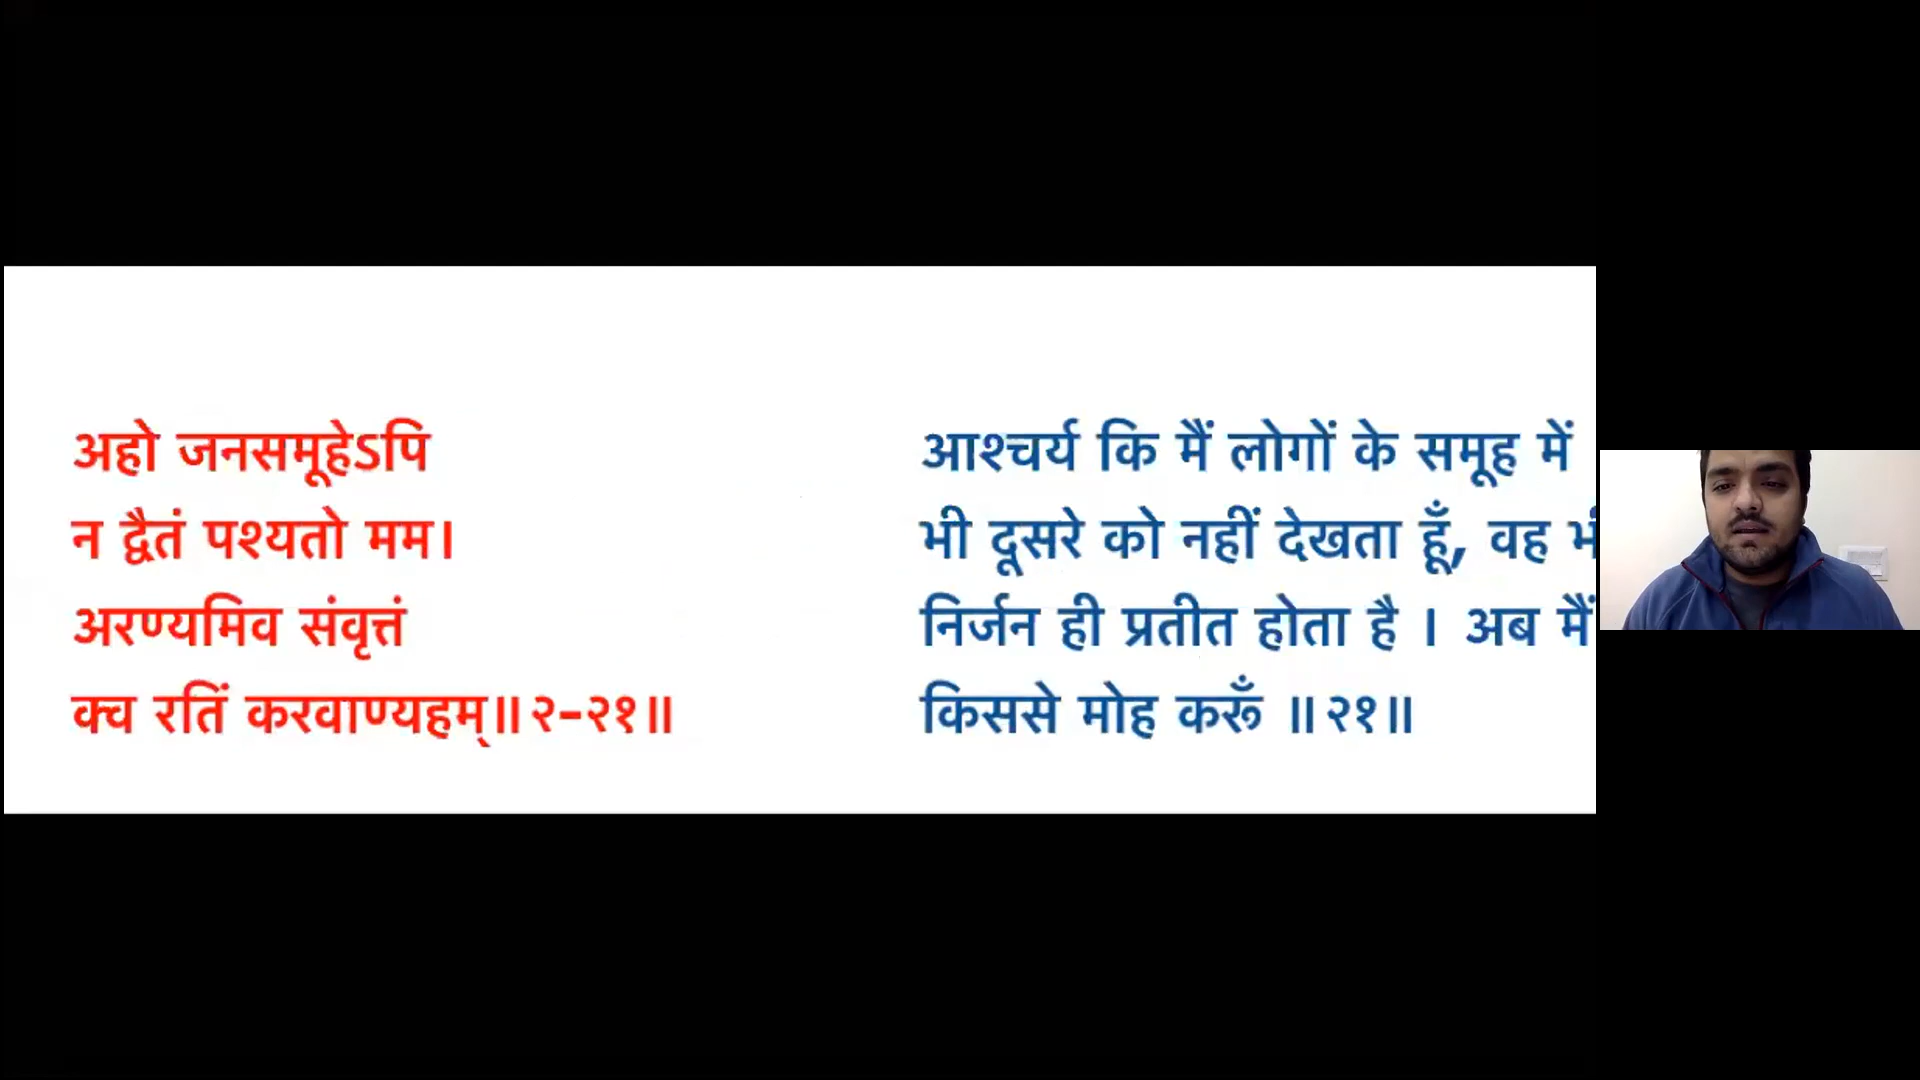 अहो जनसमूहेऽपि
न द्वैतं पश्यतो मम।
अरण्यमिव संवृत्तं
क्व रतिं करवाण्यहम्॥२-२१॥
आश्चर्य कि मैं लोगों के समूह में
भी दूसरे को नहीं देखता हूँ, वह
निर्जन ही प्रतीत होता है । अब मैं
किससे मोह करूँ ॥२१॥